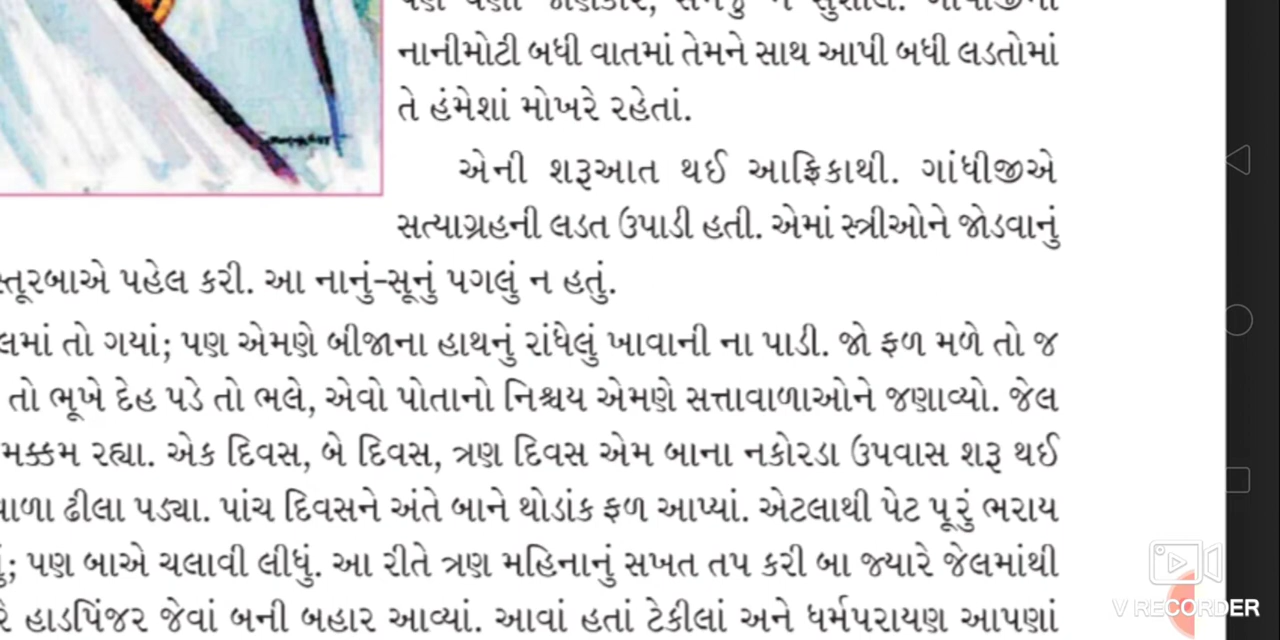 નાનીમોટી બધી વાતમાં તેમને સાથ આપી બધી લડતોમાં
તે હંમેશાં મોખરે રહેતાં.
એની શરૂઆત થઈ આફ્રિકાથી. ગાંધીજીએ
સત્યાગ્રહની લડત ઉપાડી હતી. એમાં સ્ત્રીઓને જોડવાનું
સ્તૂરબાએ પહેલ કરી. આ નાનું-સૂનું પગલું ન હતું.
લમાં તો ગયાં; પણ એમણે બીજાના હાથનું રાંધેલું ખાવાની ના પાડી. જો ફળ મળે તો જ
તો ભૂખે દેહ પડે તો ભલે, એવો પોતાનો નિશ્ચય એમણે સત્તાવાળાઓને જણાવ્યો. જેલ
મક્કમ રહ્યા. એક દિવસ, બે દિવસ, ત્રણ દિવસ એમ બાના નકોરડા ઉપવાસ શરૂ થઈ
વાળા ઢીલા પડ્યા. પાંચ દિવસને અંતે બાને થોડાંક ફળ આપ્યાં. એટલાથી પેટ પૂરું ભરાય
પણ બાએ ચલાવી લીધું. આ રીતે ત્રણ મહિનાનું સખત તપ કરી બા જ્યારે જેલમાંથી
હાડપિંજર જેવાં બની બહાર આવ્યાં. આવાં હતાં ટેકીલાં અને ધર્મપરાયણ આપણાં
V RECORDER